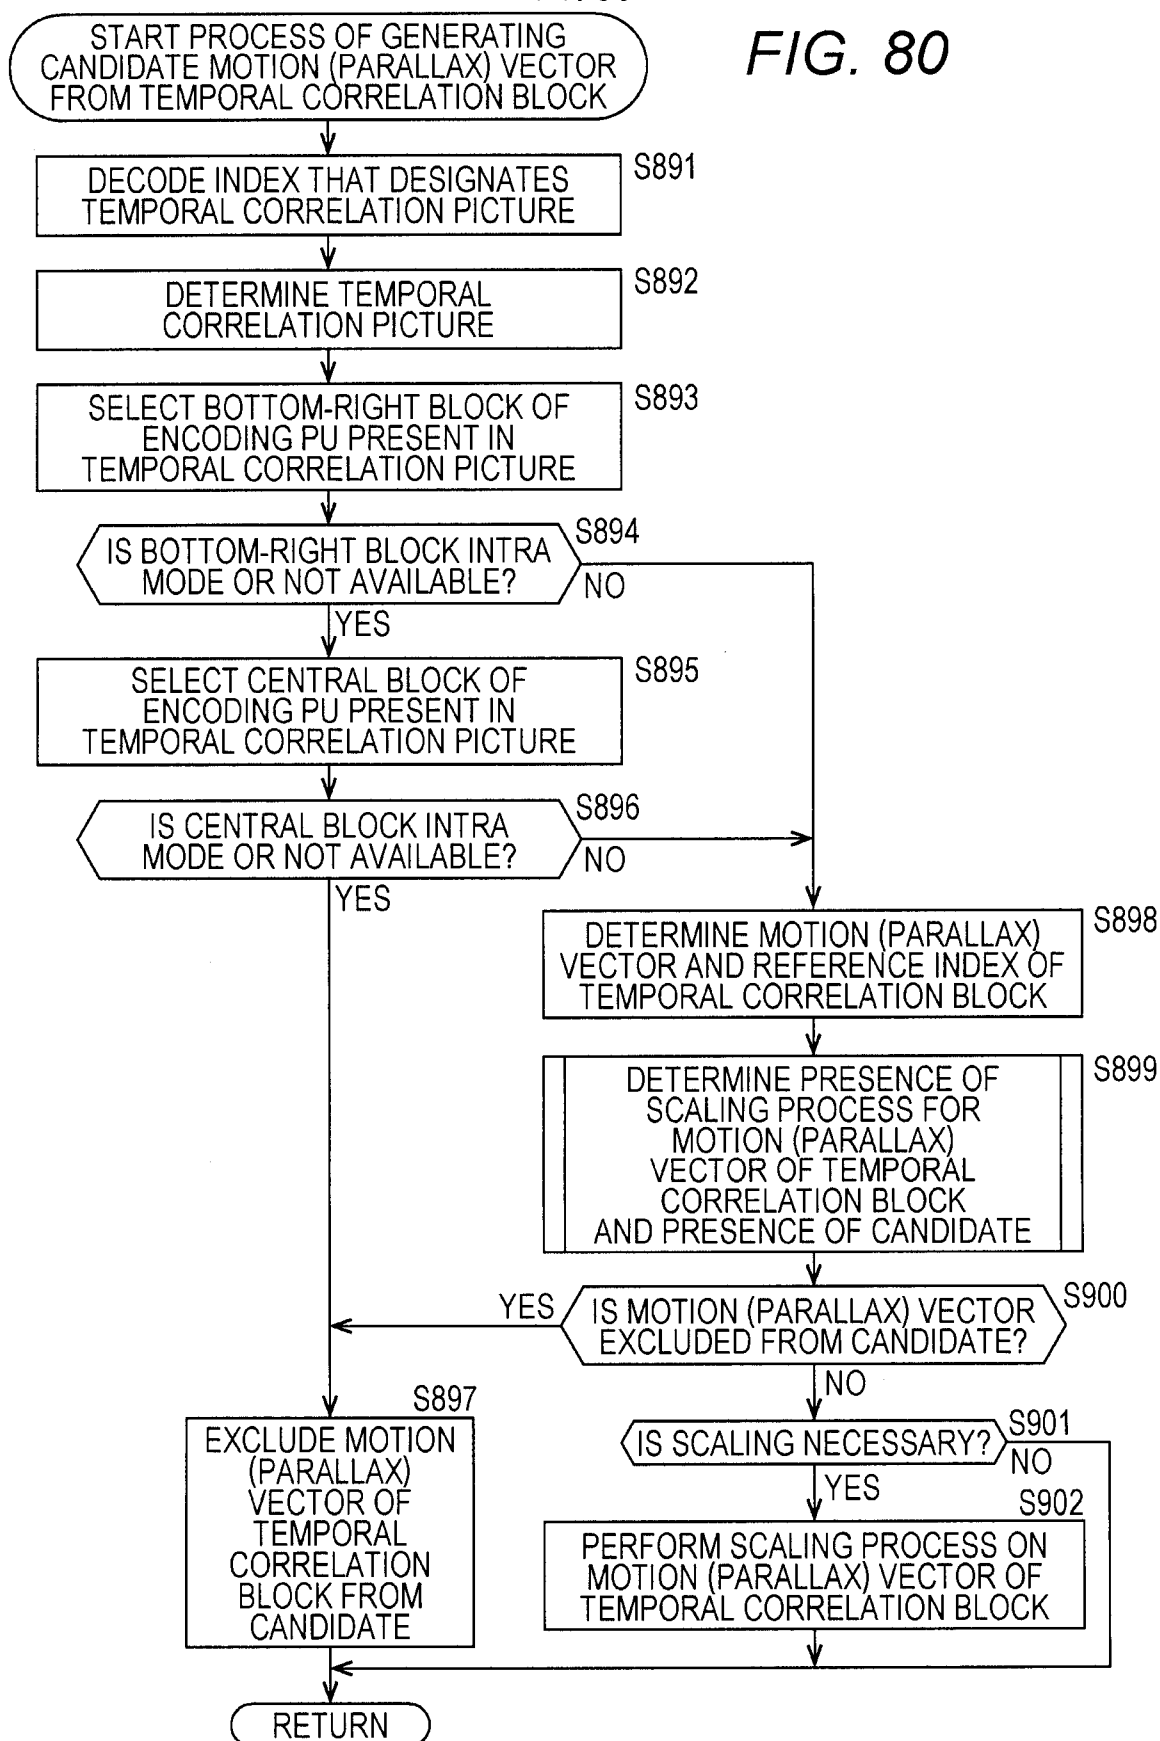 FIG. 80
START PROCESS OF GENERATING
CANDIDATE MOTION (PARALLAX) VECTOR
FROM TEMPORAL CORRELATION BLOCK
S891
DECODE INDEX THAT DESIGNATES
TEMPORAL CORRELATION PICTURE
S892
DETERMINE TEMPORAL
CORRELATION PICTURE
S893
SELECT BOTTOM-RIGHT BLOCK OF
ENCODING PU PRESENT IN
TEMPORAL CORRELATION PICTURE
S894
IS BOTTOM-RIGHT BLOCK INTRA
MODE OR NOT AVAILABLE?
NO
YES
S895
SELECT CENTRAL BLOCK OF
ENCODING PU PRESENT IN
TEMPORAL CORRELATION PICTURE
S896
IS CENTRAL BLOCK INTRA
MODE OR NOT AVAILABLE?
NO
YES
S898
DETERMINE MOTION (PARALLAX)
VECTOR AND REFERENCE INDEX OF
TEMPORAL CORRELATION BLOCK
S899
DETERMINE PRESENCE OF
SCALING PROCESS FOR
MOTION (PARALLAX)
VECTOR OF TEMPORAL
CORRELATION BLOCK
AND PRESENCE OF CANDIDATE
S900
YES
IS MOTION (PARALLAX) VECTOR
EXCLUDED FROM CANDIDATE?
NO
S897
EXCLUDE MOTION
(PARALLAX)
VECTOR OF
TEMPORAL
CORRELATION
BLOCK FROM
CANDIDATE
S901
IS SCALING NECESSARY?
NO
YES
S902
PERFORM SCALING PROCESS ON
MOTION (PARALLAX) VECTOR OF
TEMPORAL CORRELATION BLOCK
RETURN